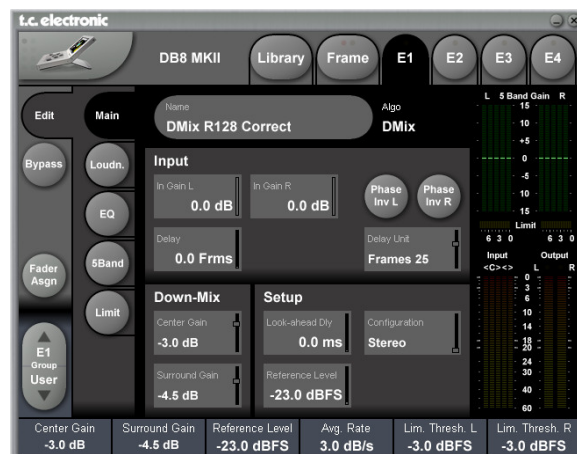 t.c. electronic
DB8 MKII
Library
Frame
E1
E2
E3
E4
Edit
Main
Name
DMix R128 Correct
Algo
DMix
L 5 Band Gain R
15
10
+5
0
-5
10
15
Limit
6 3 0 6 3 0
Bypass
Loudn.
Input
In Gain L
0.0 dB
In Gain R
0.0 dB
Phase
Inv L
Phase
Inv R
EQ
Delay
0.0 Frms
Delay Unit
Frames 25
Input Output
<C><> L R
0
3
6
10
14
18
20
24
30
40
60
Fader
Asgn
5Band
Limit
Down-Mix
Center Gain
-3.0 dB
Surround Gain
-4.5 dB
Setup
Look-ahead Dly
0.0 ms
Configuration
Stereo
Reference Level
-23.0 dBFS
E1
Group
User
Center Gain Surround Gain Reference Level Avg. Rate Lim. Thresh. L Lim. Thresh. R
-3.0 dB -4.5 dB -23.0 dBFS 3.0 dB/s -3.0 dBFS -3.0 dBFS